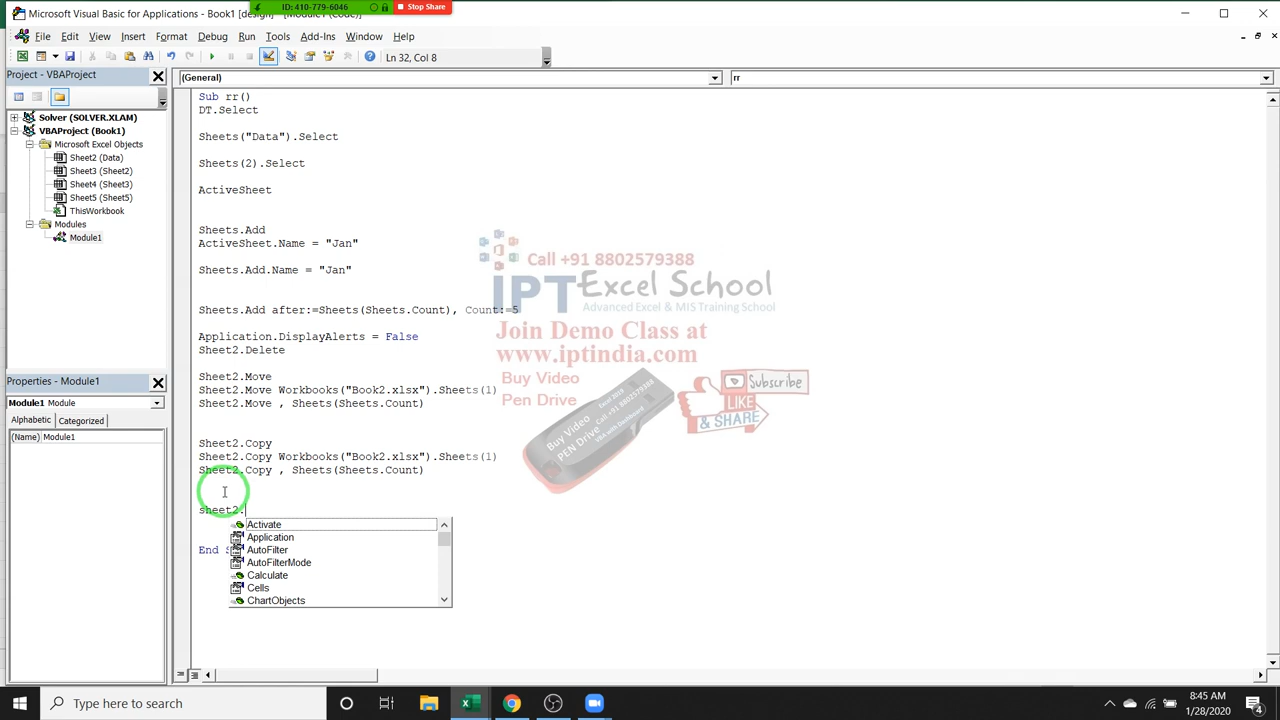 ID: 410-779-6046
Stop Share
Microsoft Visual Basic for Applications - Book1 [design] - [Module1 (Code)]
File Edit View Insert Format Debug Run Tools Add-Ins Window Help
Ln 32, Col 8
Project - VBAProject
(General)
rr
Solver (SOLVER.XLAM)
VBAProject (Book1)
Microsoft Excel Objects
Sheet2 (Data)
Sheet3 (Sheet2)
Sheet4 (Sheet3)
Sheet5 (Sheet5)
ThisWorkbook
Modules
Module1
Properties - Module1
Module1 Module
Alphabetic Categorized
(Name) Module1
Sub rr()
DT.Select
Sheets("Data").Select
Sheets(2).Select
ActiveSheet
Sheets.Add
ActiveSheet.Name = "Jan"
Sheets.Add.Name = "Jan"
Sheets.Add after:=Sheets(Sheets.Count), Count:=5
Application.DisplayAlerts = False
Sheet2.Delete
Sheet2.Move
Sheet2.Move Workbooks("Book2.xlsx").Sheets(1)
Sheet2.Move , Sheets(Sheets.Count)
Sheet2.Copy
Sheet2.Copy Workbooks("Book2.xlsx").Sheets(1)
Sheet2.Copy , Sheets(Sheets.Count)
sheet2.
Activate
Application
AutoFilter
AutoFilterMode
Calculate
Cells
ChartObjects
End
Call +91 8802579388
IPT Excel School
Advanced Excel & MIS Training School
Join Demo Class at
www.iptindia.com
Buy Video
Pen Drive
Buy Video
PEN Drive
Subscribe
LIKE
& SHARE
Type here to search
8:45 AM
1/28/2020
4